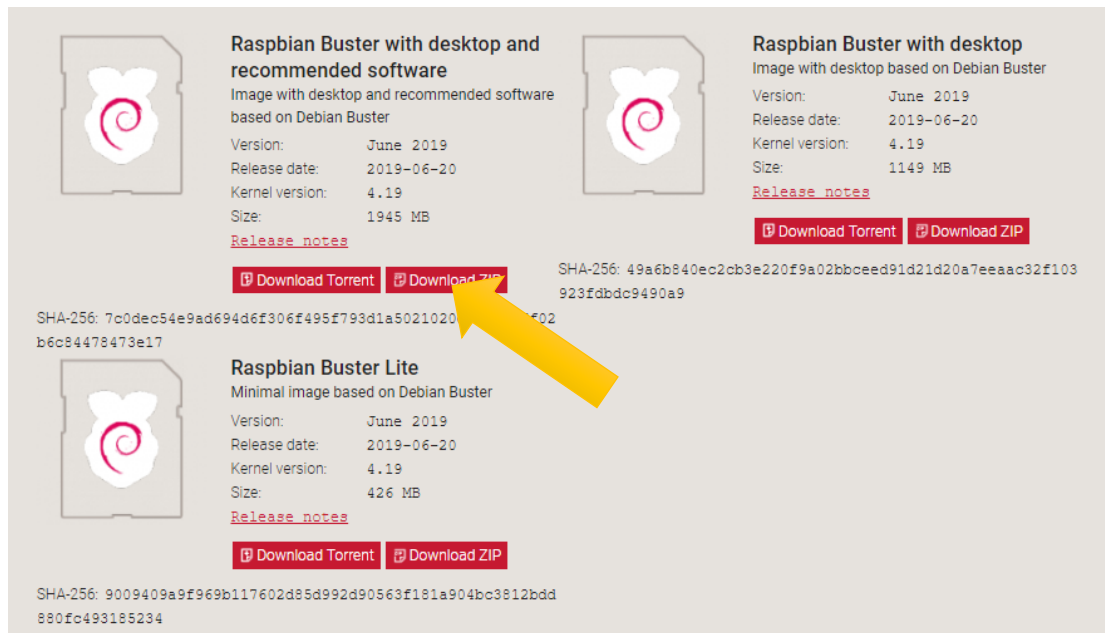 Raspbian Buster with desktop and
recommended software
Image with desktop and recommended software
based on Debian Buster
Version: June 2019
Release date: 2019-06-20
Kernel version: 4.19
Size: 1945 MB
Release notes
Download Torrent Download ZIP
SHA-256: 7c0dec54e9ad694d6f306f495f793d1a5021020
b6c84478473e17
Raspbian Buster with desktop
Image with desktop based on Debian Buster
Version: June 2019
Release date: 2019-06-20
Kernel version: 4.19
Size: 1149 MB
Release notes
Download Torrent Download ZIP
SHA-256: 49a6b840ec2cb3e220f9a02bbceed91d21d20a7eeaac32f103
923fdbdc9490a9
Raspbian Buster Lite
Minimal image based on Debian Buster
Version: June 2019
Release date: 2019-06-20
Kernel version: 4.19
Size: 426 MB
Release notes
Download Torrent Download ZIP
SHA-256: 9009409a9f969b117602d85d992d90563f181a904bc3812bdd
880fc493185234